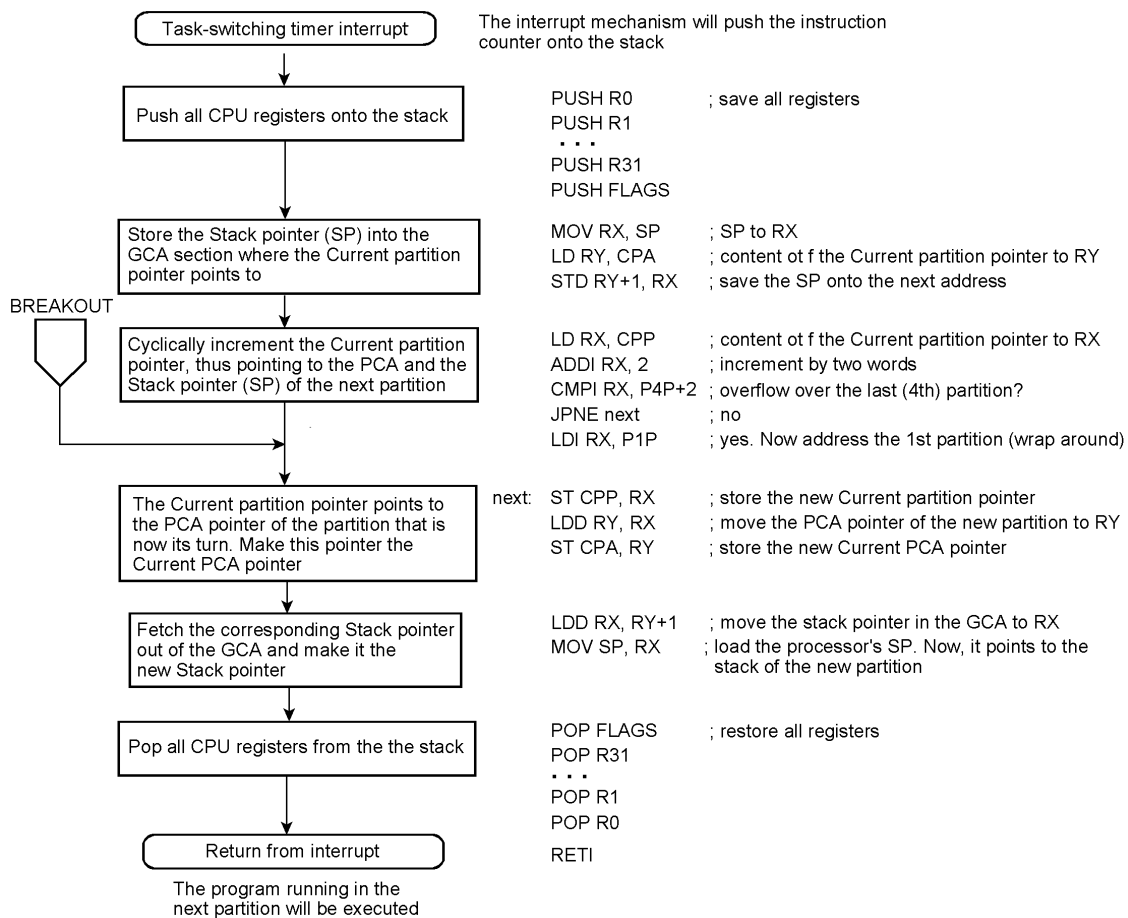 Task-switching timer interrupt
The interrupt mechanism will push the instruction
counter onto the stack
Push all CPU registers onto the stack
PUSH R0 ; save all registers
PUSH R1
. . .
PUSH R31
PUSH FLAGS
Store the Stack pointer (SP) into the
GCA section where the Current partition
pointer points to
MOV RX, SP ; SP to RX
LD RY, CPA ; content ot f the Current partition pointer to RY
STD RY+1, RX ; save the SP onto the next address
BREAKOUT
Cyclically increment the Current partition
pointer, thus pointing to the PCA and the
Stack pointer (SP) of the next partition
LD RX, CPP ; content ot f the Current partition pointer to RX
ADDI RX, 2 ; increment by two words
CMPI RX, P4P+2 ; overflow over the last (4th) partition?
JPNE next ; no
LDI RX, P1P ; yes. Now address the 1st partition (wrap around)
The Current partition pointer points to
the PCA pointer of the partition that is
now its turn. Make this pointer the
Current PCA pointer
next: ST CPP, RX ; store the new Current partition pointer
LDD RY, RX ; move the PCA pointer of the new partition to RY
ST CPA, RY ; store the new Current PCA pointer
Fetch the corresponding Stack pointer
out of the GCA and make it the
new Stack pointer
LDD RX, RY+1 ; move the stack pointer in the GCA to RX
MOV SP, RX ; load the processor's SP. Now, it points to the
stack of the new partition
Pop all CPU registers from the the stack
POP FLAGS ; restore all registers
POP R31
. . .
POP R1
POP R0
Return from interrupt
RETI
The program running in the
next partition will be executed